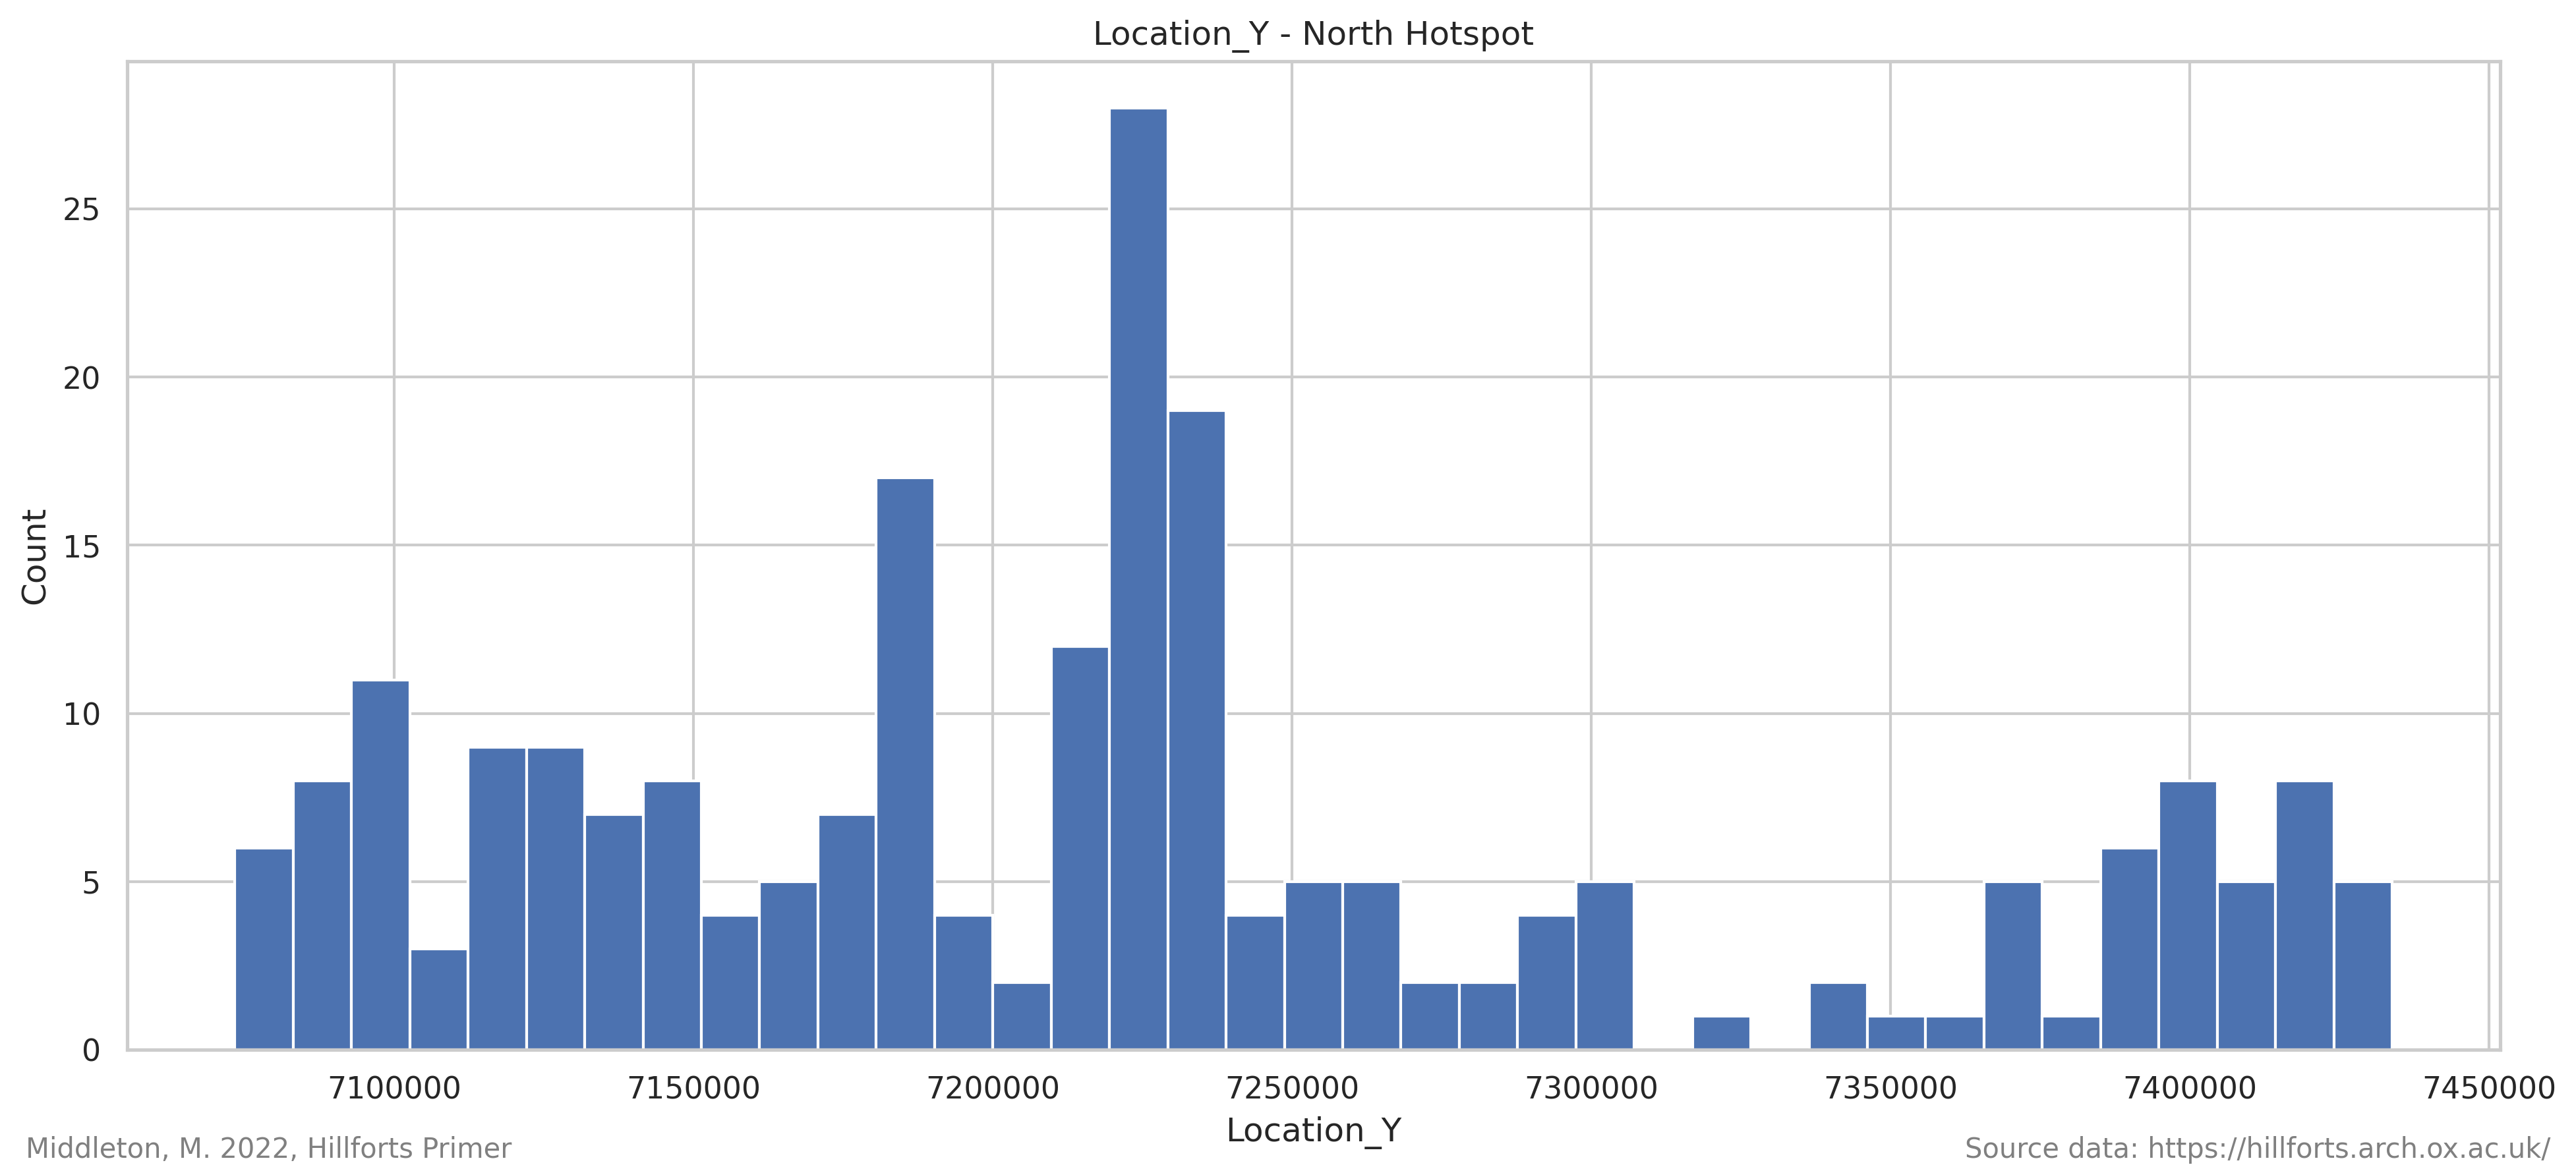 Location_Y - North Hotspot
Count
25
20
15
10
5
0
7100000 7150000 7200000 7250000 7300000 7350000 7400000 7450000
Location_Y
Middleton, M. 2022, Hillforts Primer
Source data: https://hillforts.arch.ox.ac.uk/